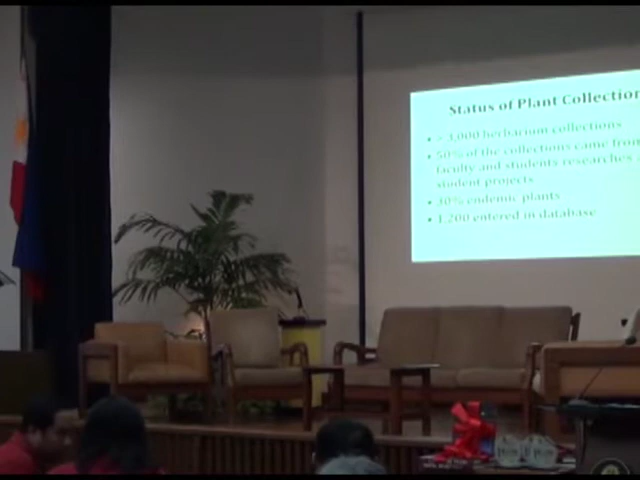 Status of Plant Collection
• > 3,000 herbarium collections
• 50% of the collections came from
faculty and students researches
student projects
• 30% endemic plants
• 1,200 entered in database